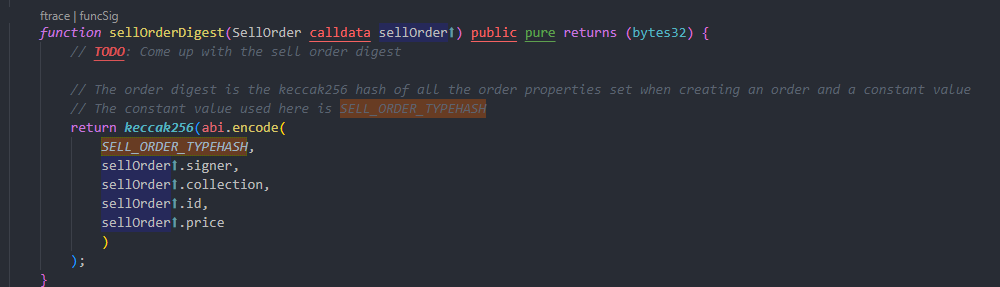 ftrace | funcSig
function sellOrderDigest(SellOrder calldata sellOrder⬆) public pure returns (bytes32) {
// TODO: Come up with the sell order digest
// The order digest is the keccak256 hash of all the order properties set when creating an order and a constant value
// The constant value used here is SELL_ORDER_TYPEHASH
return keccak256(abi.encode(
SELL_ORDER_TYPEHASH,
sellOrder⬆.signer,
sellOrder⬆.collection,
sellOrder⬆.id,
sellOrder⬆.price
)
);
}